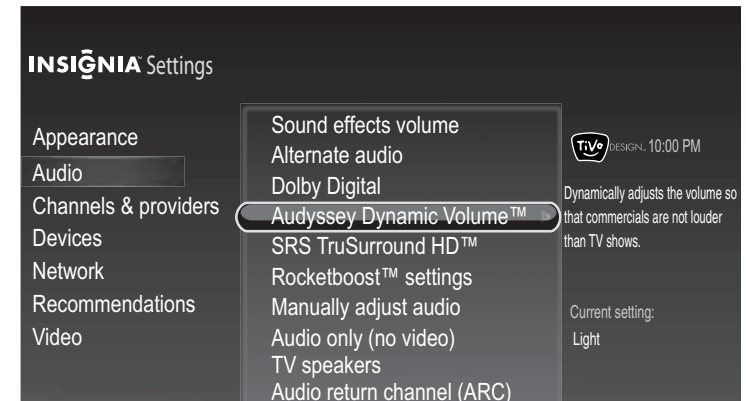 INSIGNIA™ Settings
Appearance
Audio
Channels & providers
Devices
Network
Recommendations
Video
Sound effects volume
Alternate audio
Dolby Digital
Audyssey Dynamic Volume™
SRS TruSurround HD™
Rocketboost™ settings
Manually adjust audio
Audio only (no video)
TV speakers
Audio return channel (ARC)
TiVo DESIGN™ 10:00 PM
Dynamically adjusts the volume so
that commercials are not louder
than TV shows.
Current setting:
Light